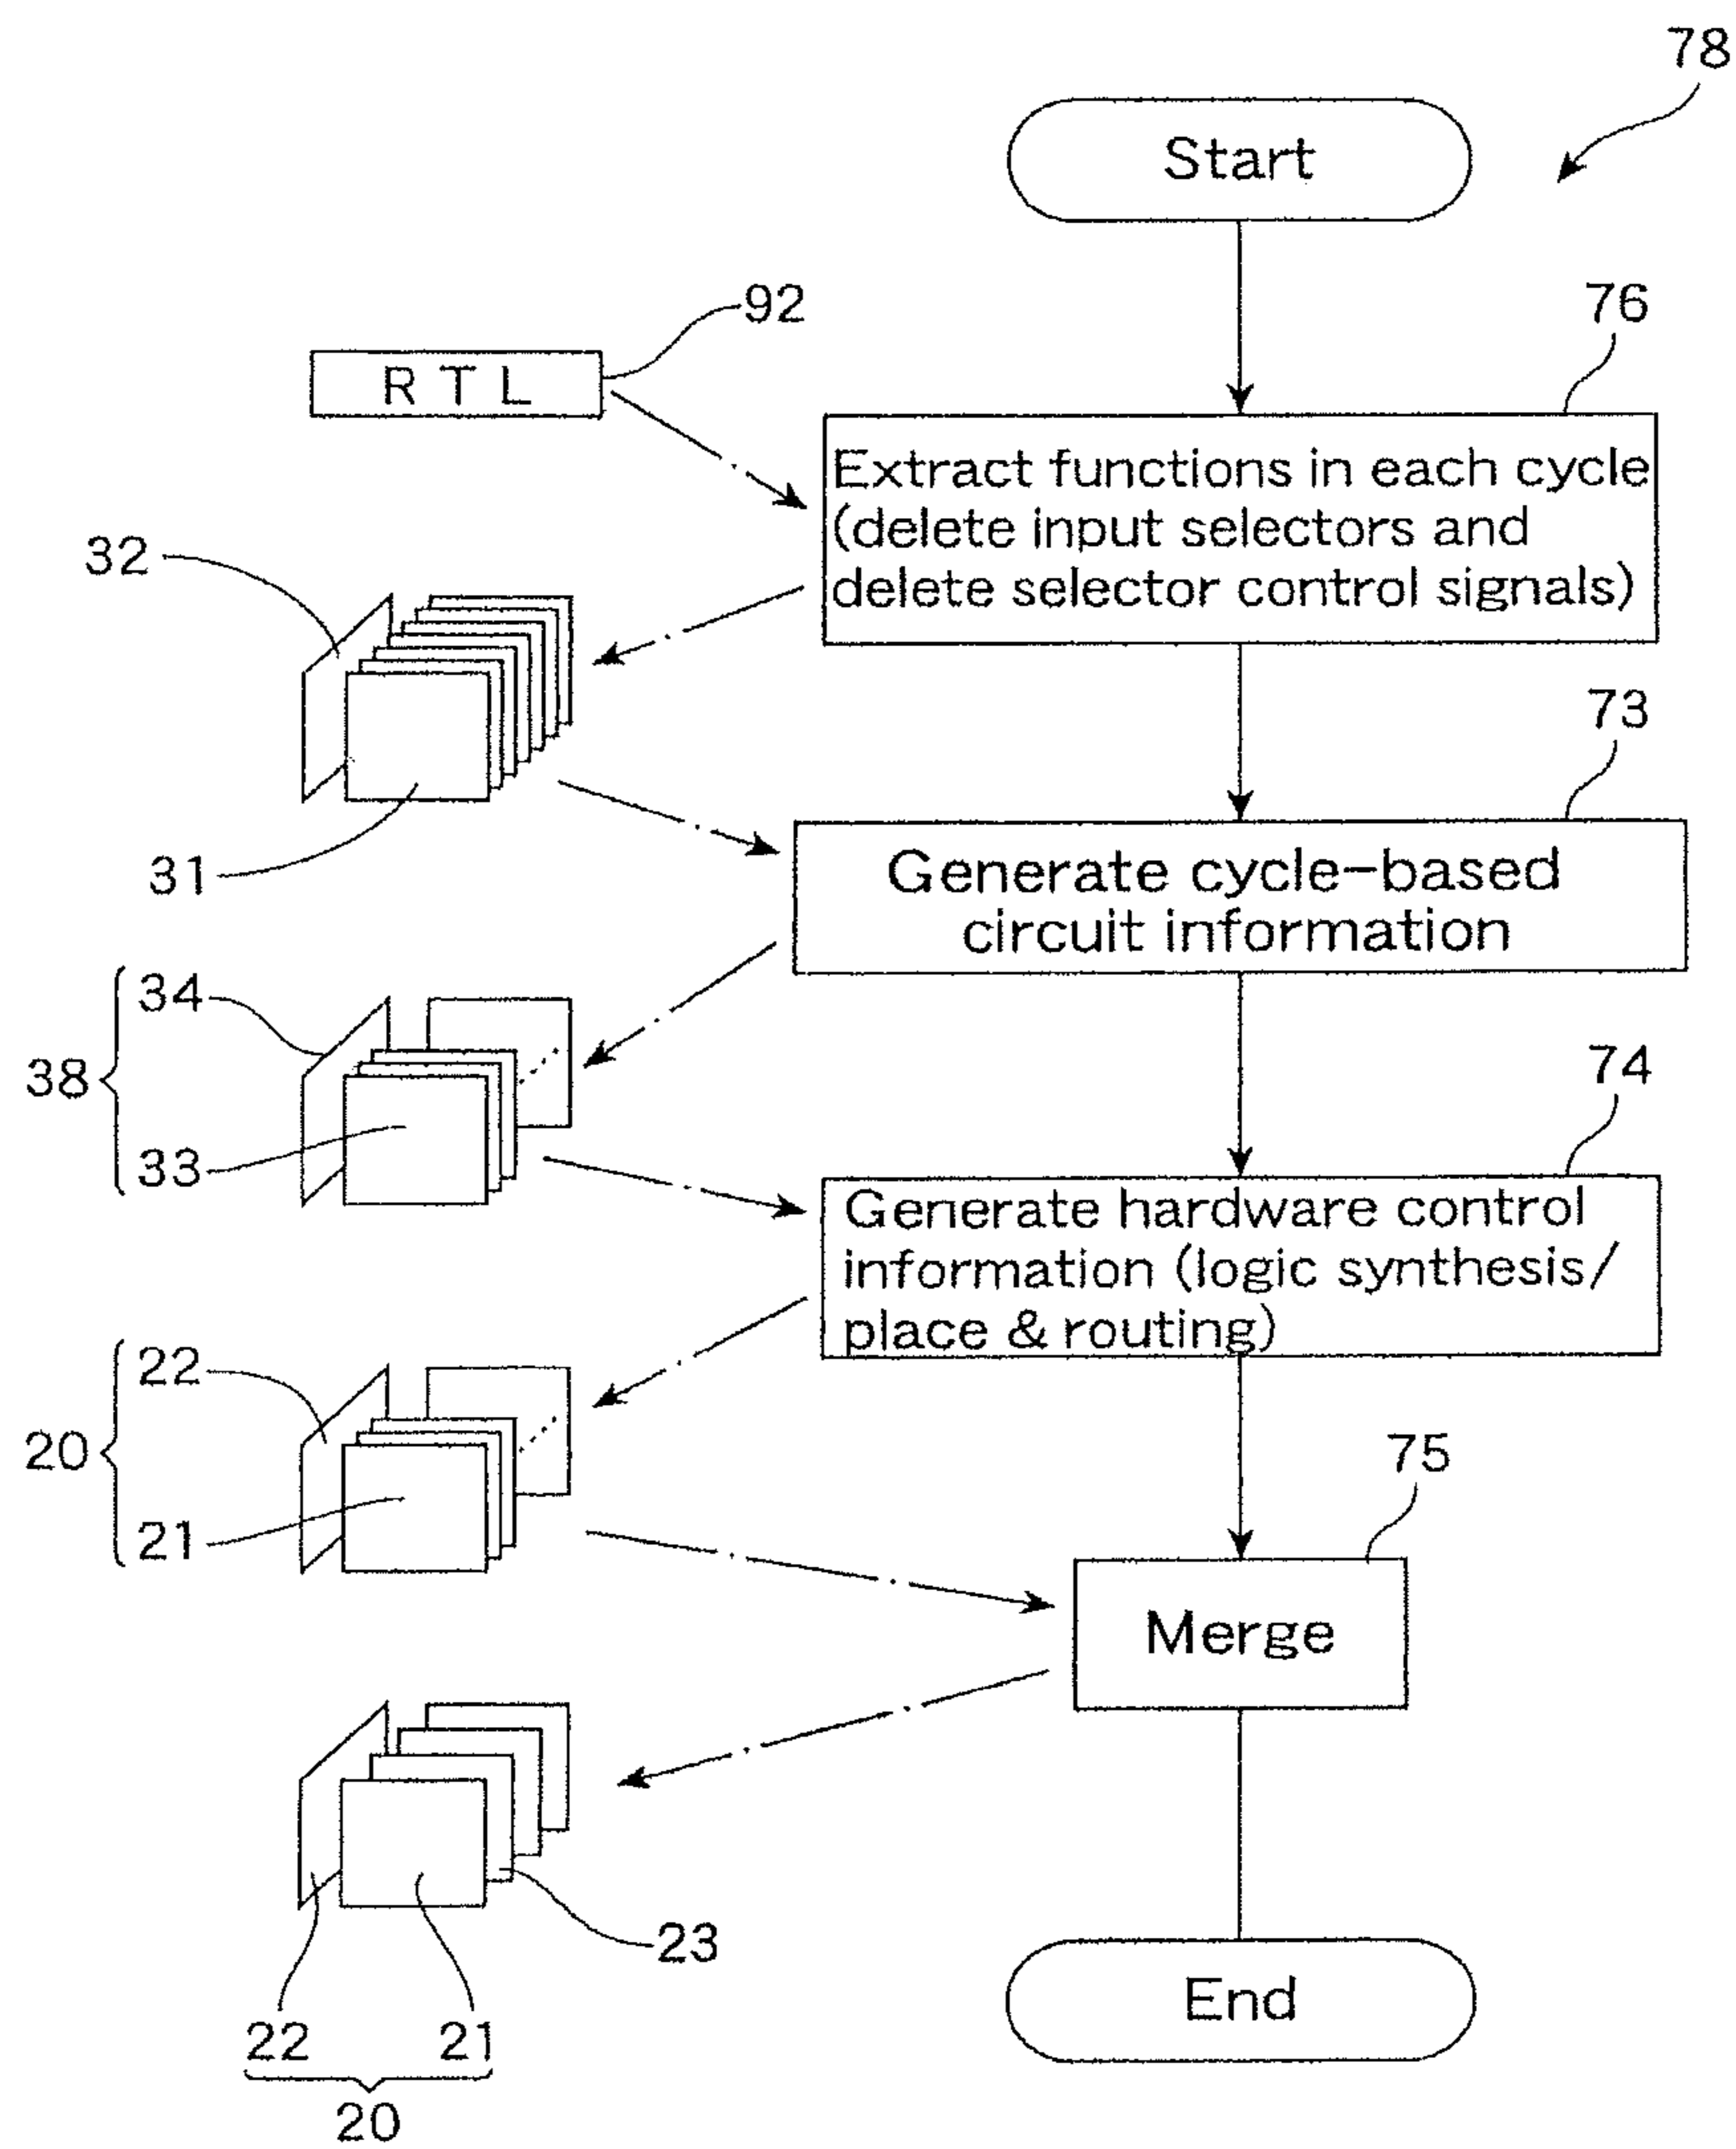 78
Start
92
76
RTL
Extract functions in each cycle
(delete input selectors and
delete selector control signals)
32
31
73
Generate cycle-based
circuit information
34
38
33
74
Generate hardware control
information (logic synthesis/
place & routing)
22
20
21
75
Merge
23
22 21
20
End